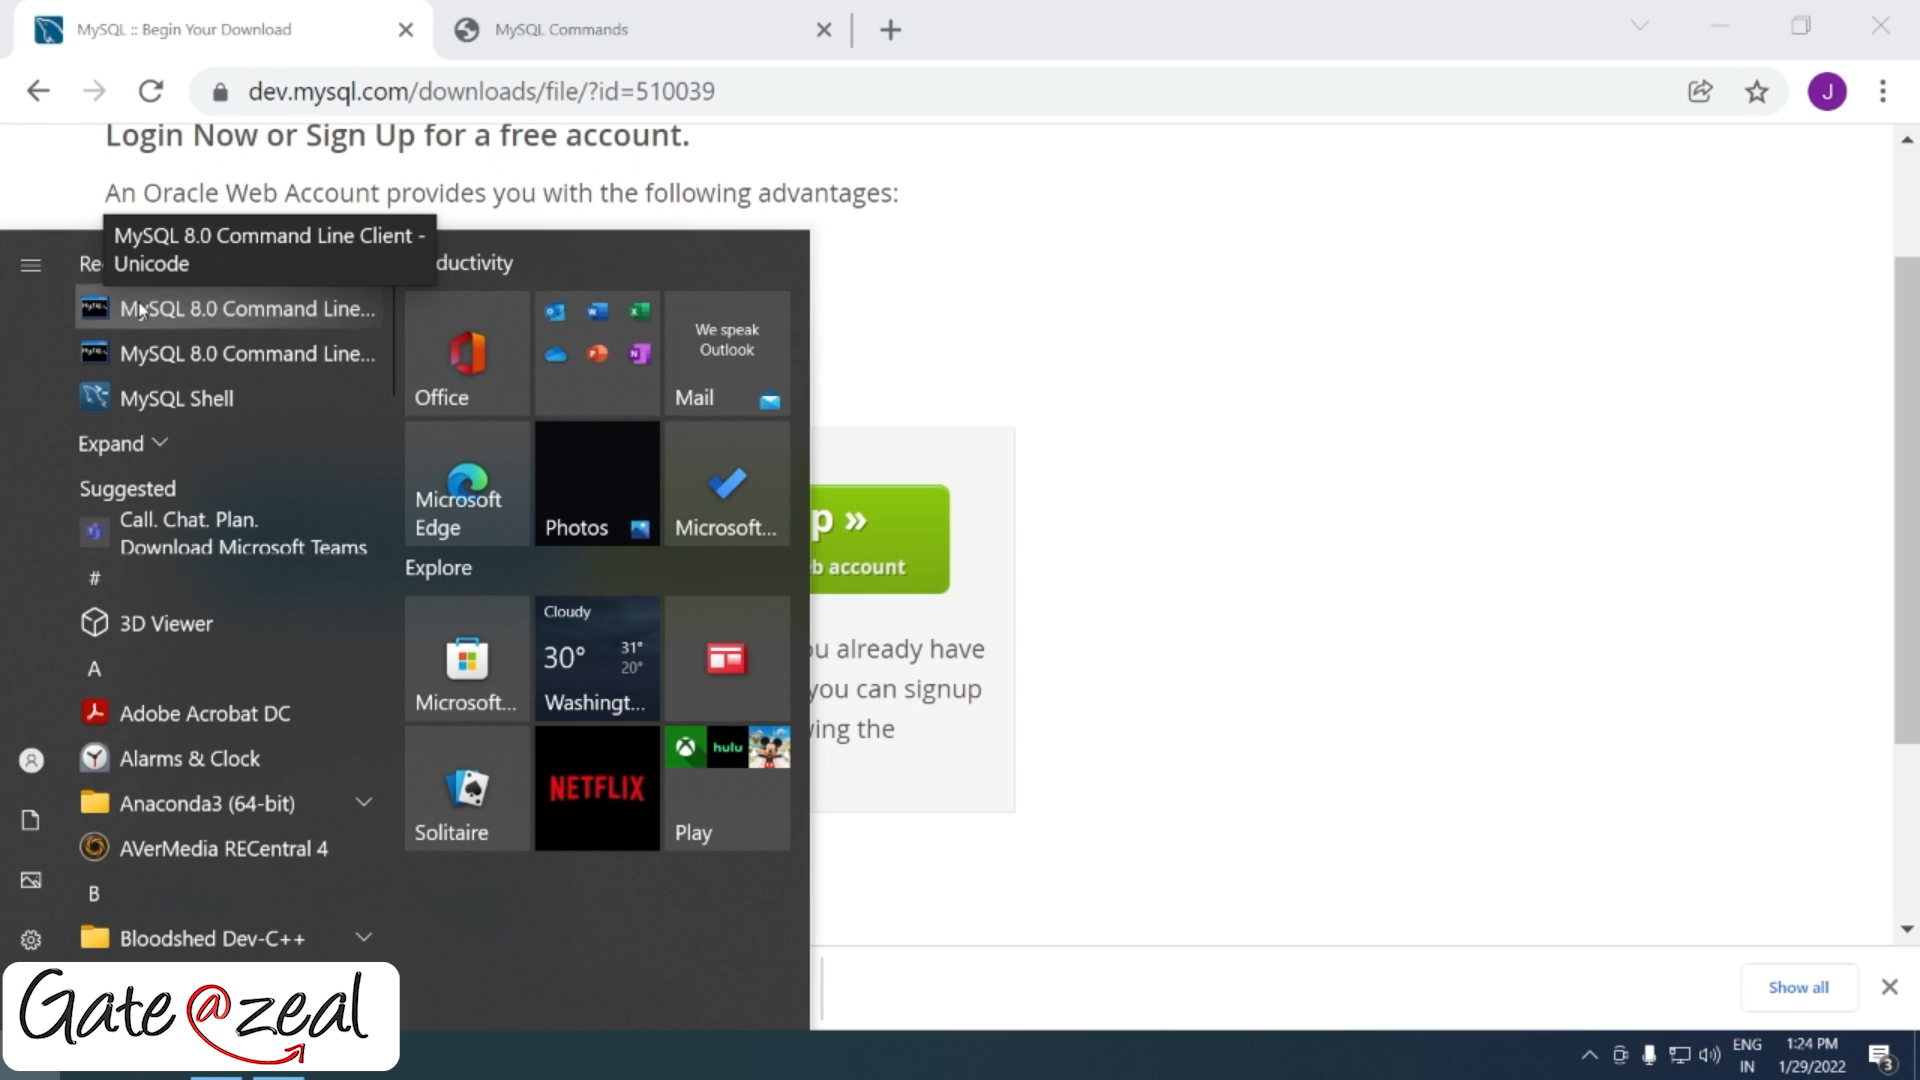 MySQL :: Begin Your Download
MySQL Commands
dev.mysql.com/downloads/file/?id=510039
J
Login Now or Sign Up for a free account.
An Oracle Web Account provides you with the following advantages:
MySQL 8.0 Command Line Client -
Unicode
Re
ductivity
MySQL 8.0 Command Line...
MySQL 8.0 Command Line...
MySQL Shell
Expand
Suggested
Call. Chat. Plan.
Download Microsoft Teams
#
3D Viewer
A
Adobe Acrobat DC
Alarms & Clock
Anaconda3 (64-bit)
AVerMedia RECentral 4
B
Bloodshed Dev-C++
Office
We speak
Outlook
Mail
Microsoft
Edge
Photos
Microsoft...
Explore
Microsoft...
Cloudy
30°
31°
20°
Washingt...
Solitaire
NETFLIX
hulu
Play
p »
b account
ou already have
you can signup
ing the
Show all
Gate@zeal
ENG
IN
1:24 PM
1/29/2022
3